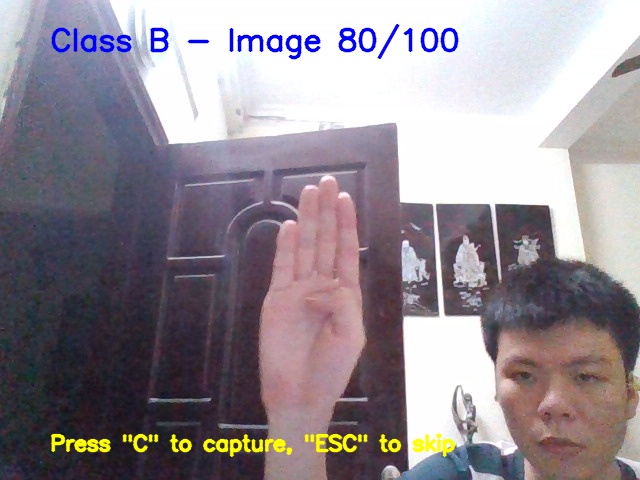 Class B - Image 80/100
Press "C" to capture, "ESC" to skip